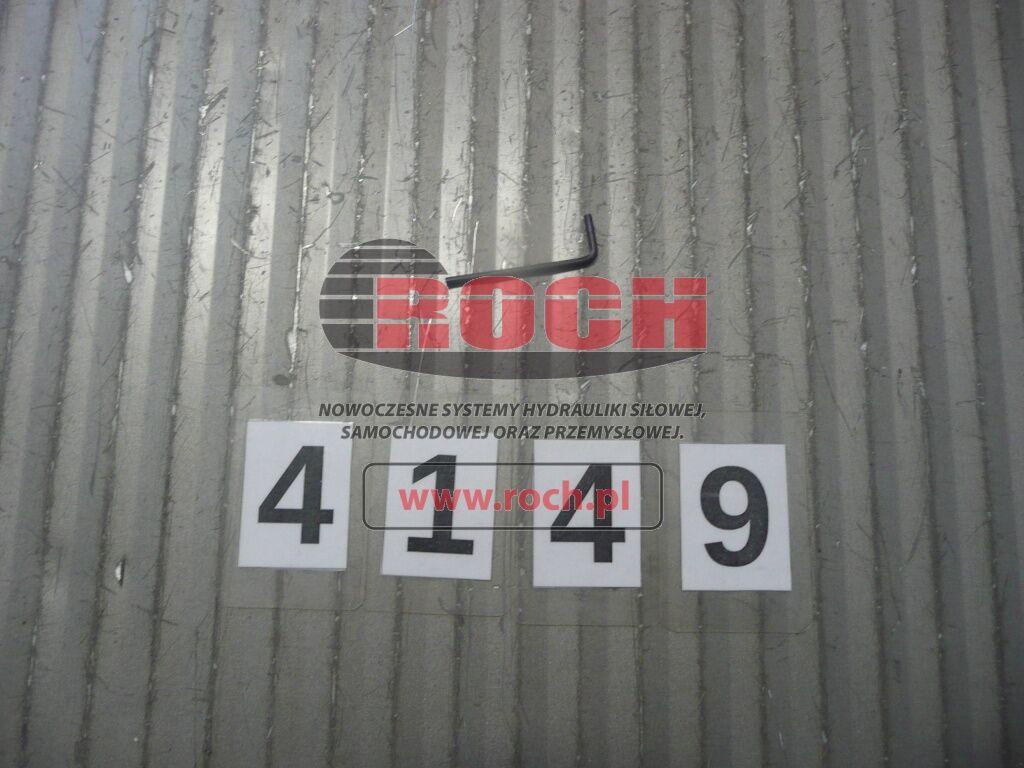 ROCH
NOWOCZESNE SYSTEMY HYDRAULIKI SIŁOWEJ,
SAMOCHODOWEJ ORAZ PRZEMYSŁOWEJ.
www.roch.pl
4 1 4 9